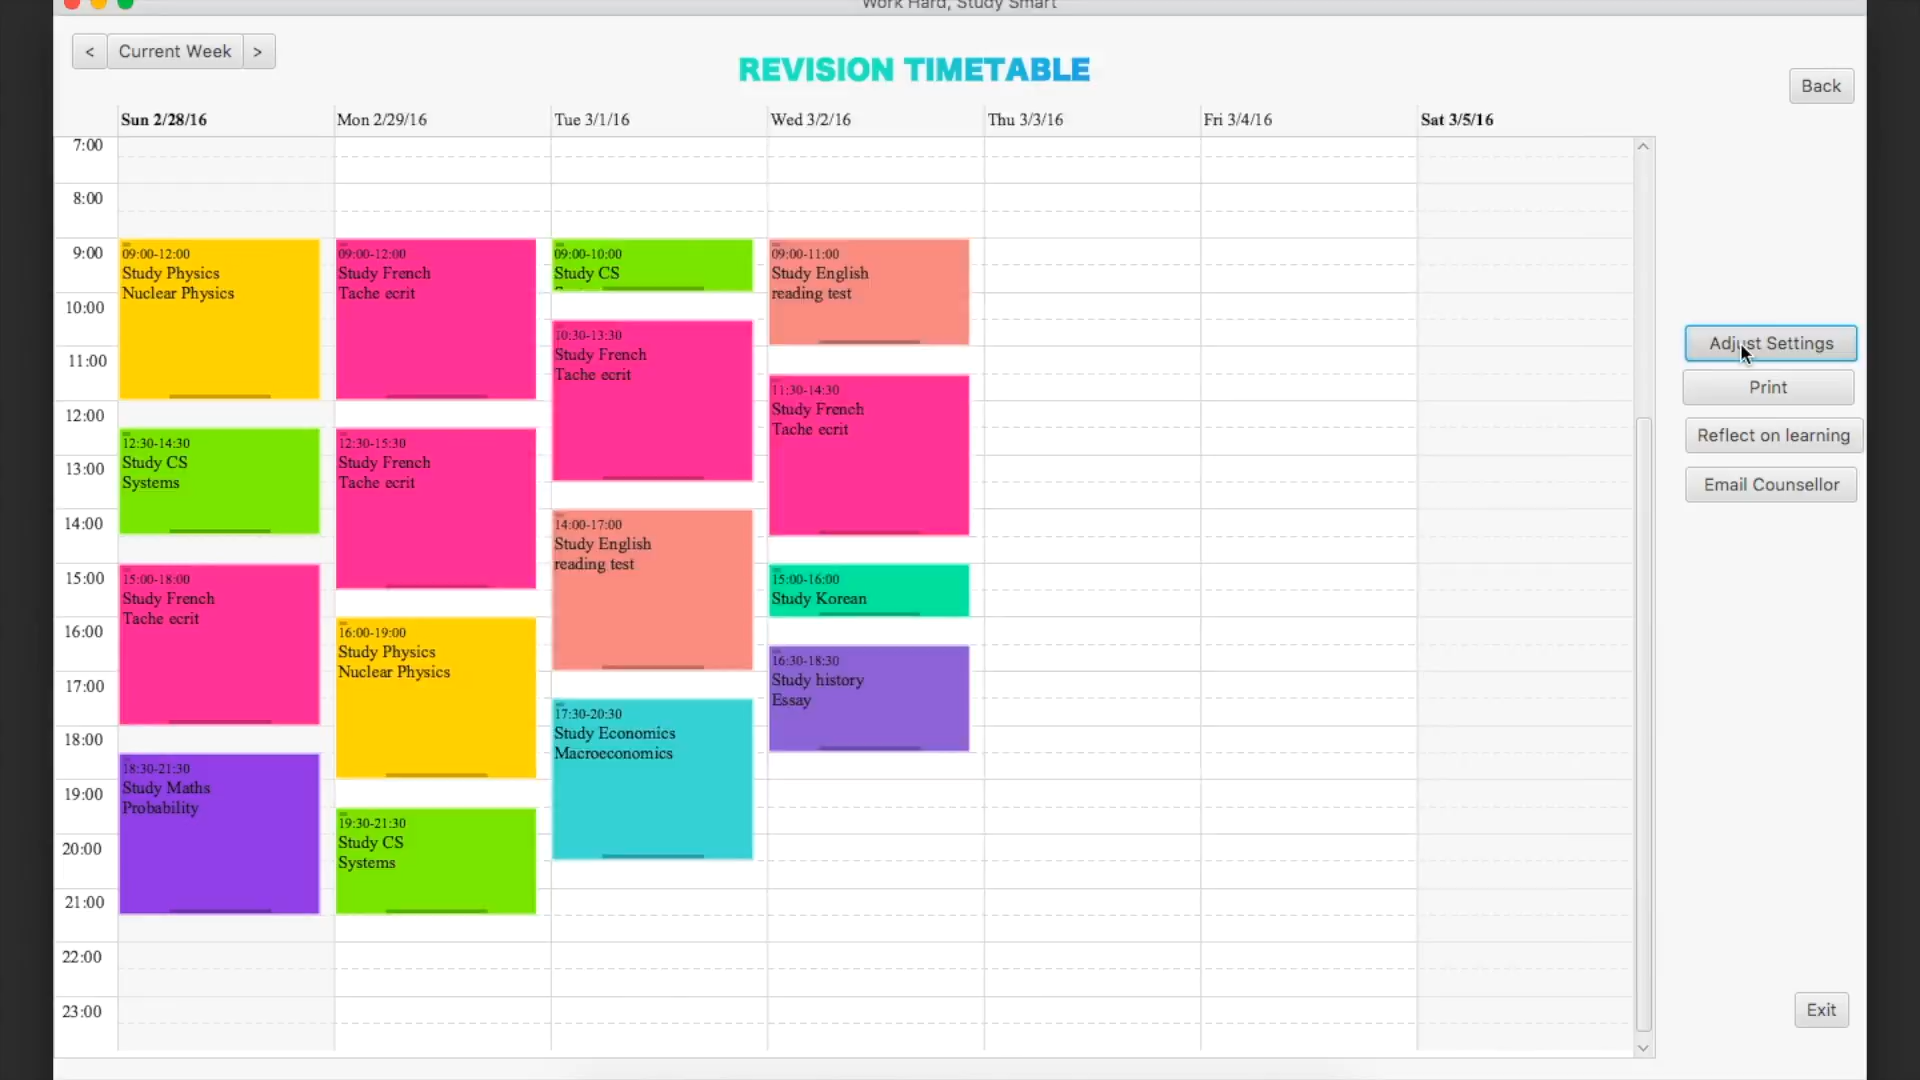 Work Hard, Study Smart
< Current Week >
REVISION TIMETABLE
Back
Sun 2/28/16 Mon 2/29/16 Tue 3/1/16 Wed 3/2/16 Thu 3/3/16 Fri 3/4/16 Sat 3/5/16
7:00
8:00
9:00
10:00
11:00
12:00
13:00
14:00
15:00
16:00
17:00
18:00
19:00
20:00
21:00
22:00
23:00
09:00-12:00
Study Physics
Nuclear Physics
12:30-14:30
Study CS
Systems
15:00-18:00
Study French
Tache ecrit
18:30-21:30
Study Maths
Probability
09:00-12:00
Study French
Tache ecrit
12:30-15:30
Study French
Tache ecrit
16:00-19:00
Study Physics
Nuclear Physics
19:30-21:30
Study CS
Systems
09:00-10:00
Study CS
10:30-13:30
Study French
Tache ecrit
14:00-17:00
Study English
reading test
17:30-20:30
Study Economics
Macroeconomics
09:00-11:00
Study English
reading test
11:30-14:30
Study French
Tache ecrit
15:00-16:00
Study Korean
16:30-18:30
Study history
Essay
Adjust Settings
Print
Reflect on learning
Email Counsellor
Exit